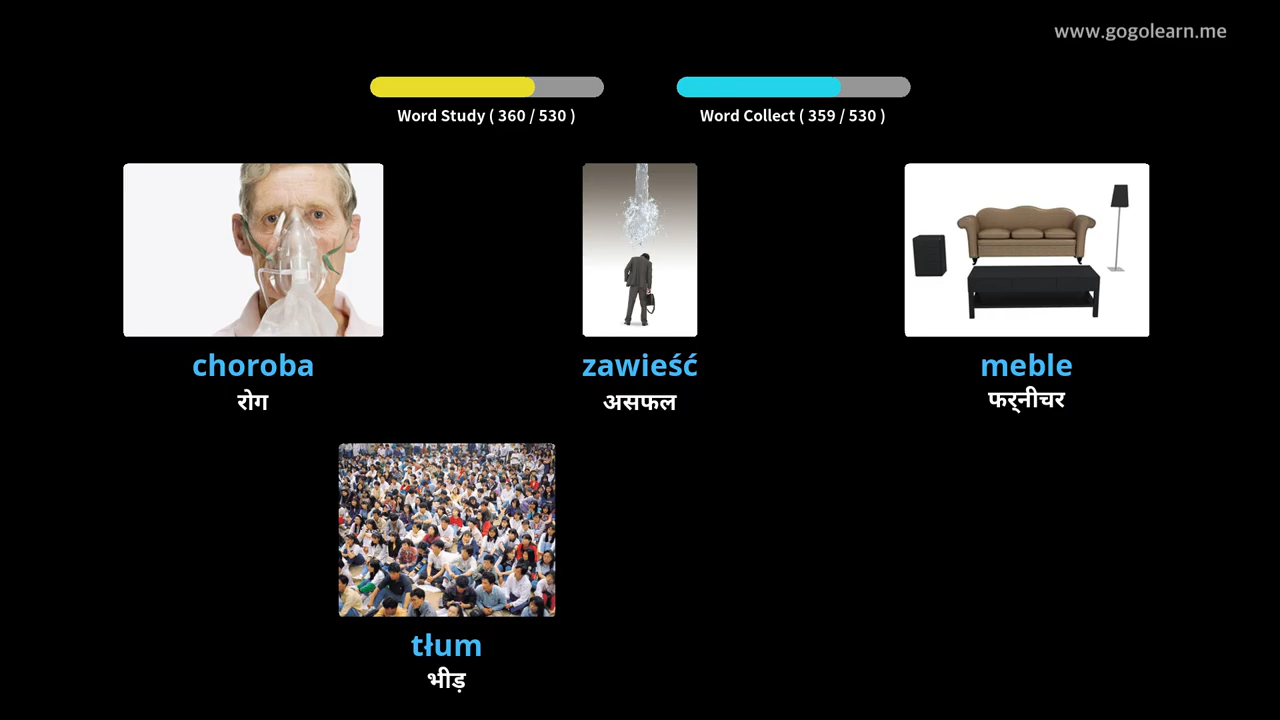 www.gogolearn.me
Word Study ( 360 / 530 )
Word Collect ( 359 / 530 )
choroba
रोग
zawieść
असफल
meble
फर्‌नीचर
tłum
भीड़